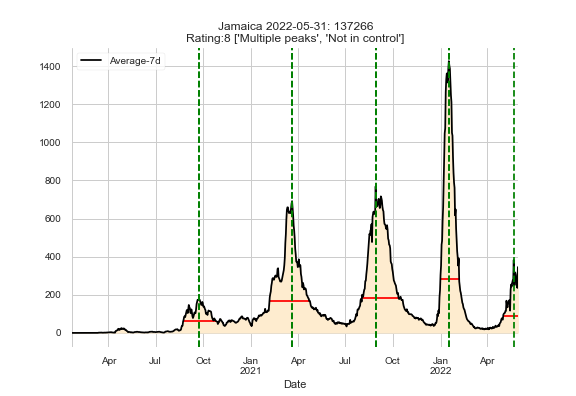 Jamaica 2022-05-31: 137266
Rating:8 ['Multiple peaks', 'Not in control']
Average-7d
1400
1200
1000
800
600
400
200
0
Apr Jul Oct Jan Apr Jul Oct Jan Apr
2021 2022
Date